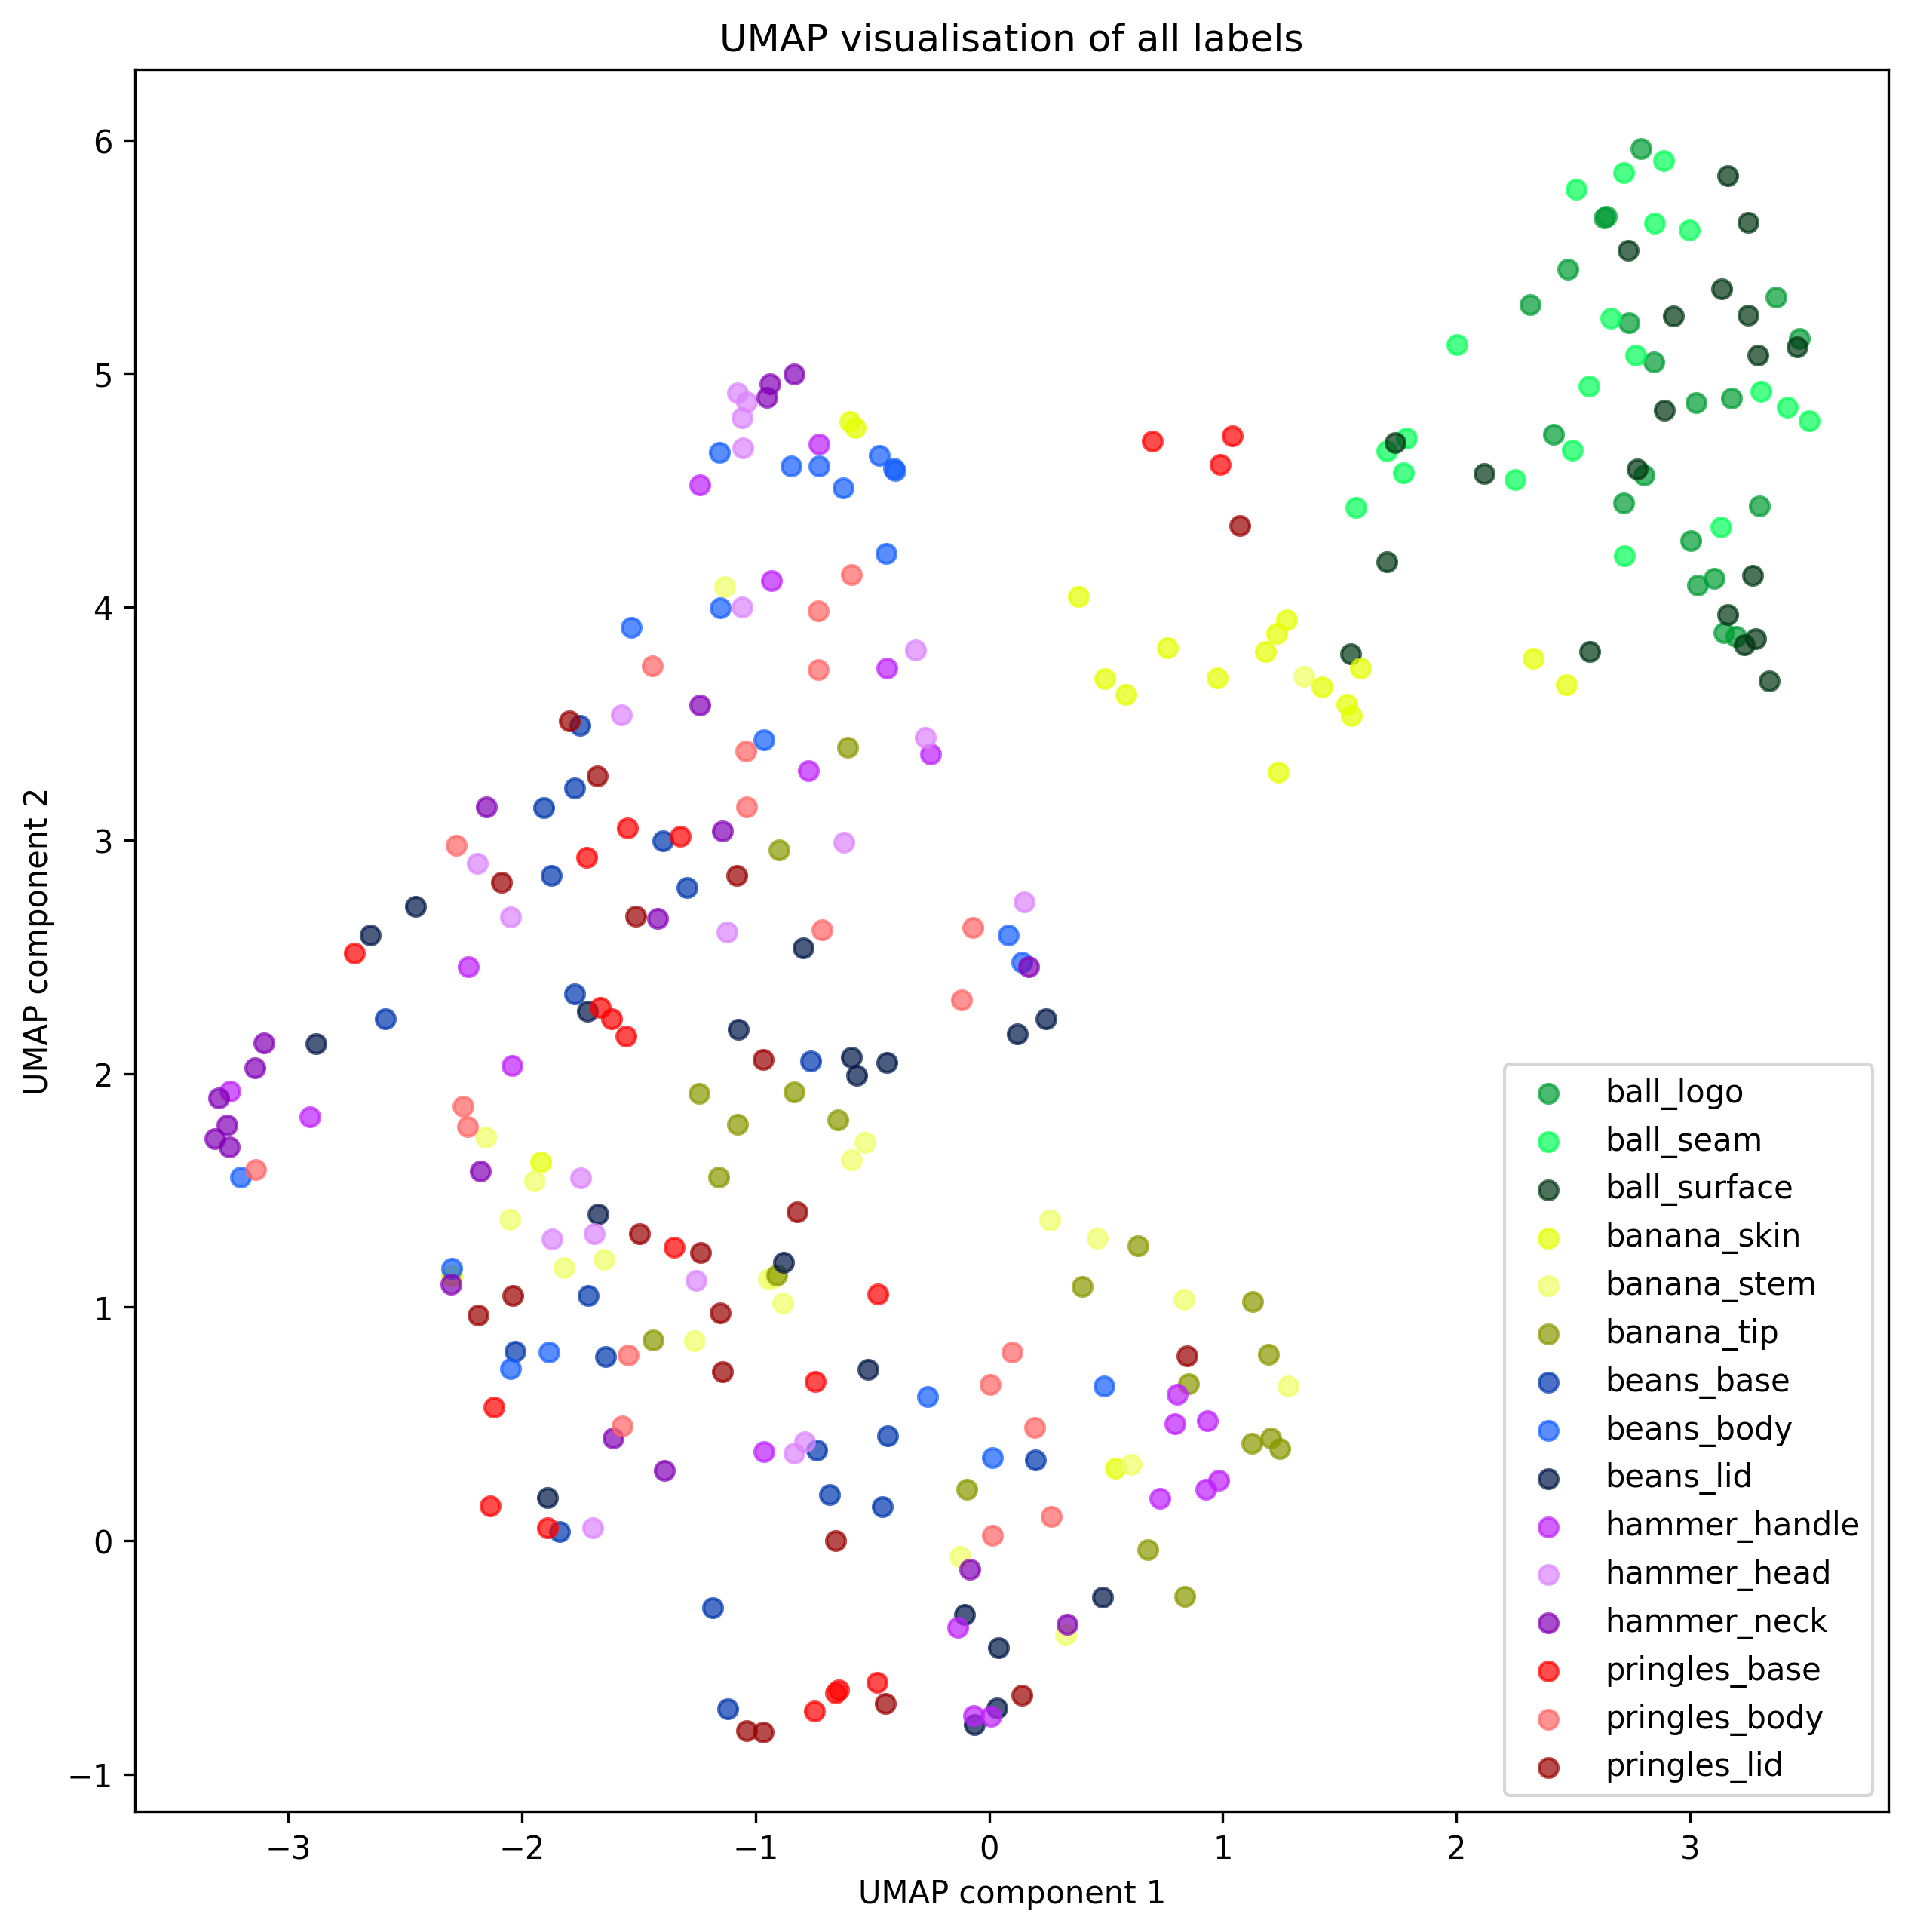 UMAP visualisation of all labels
UMAP component 2
6
5
4
3
2
1
0
−1
−3
−2
−1
0
1
2
3
UMAP component 1
ball_logo
ball_seam
ball_surface
banana_skin
banana_stem
banana_tip
beans_base
beans_body
beans_lid
hammer_handle
hammer_head
hammer_neck
pringles_base
pringles_body
pringles_lid